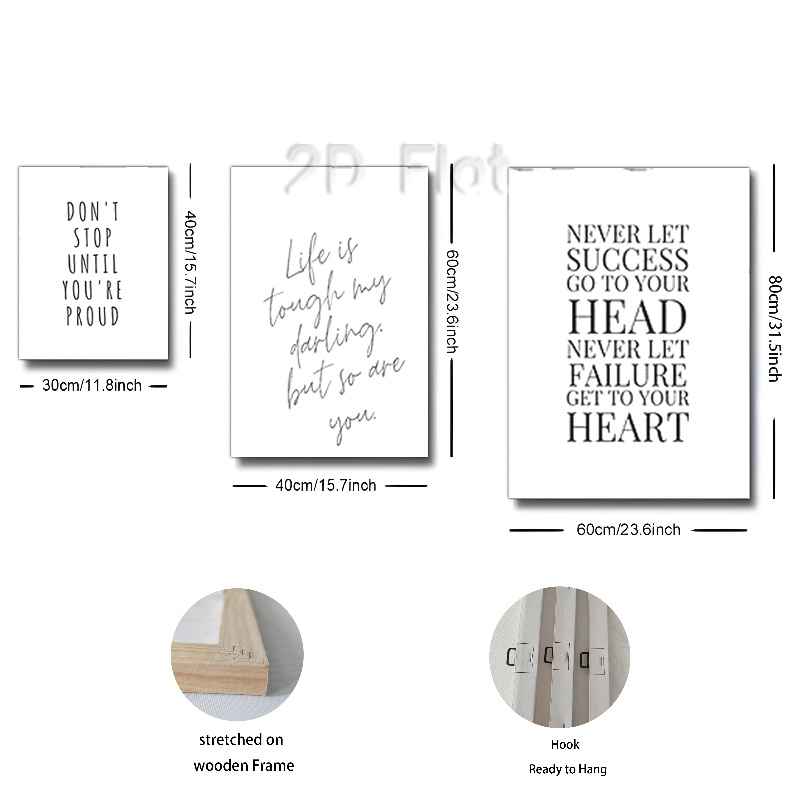 2D Flat
DON'T
STOP
UNTIL
YOU'RE
PROUD
40cm/15.7inch
30cm/11.8inch
Life is
tough my
darling.
but so are
you.
60cm/23.6inch
40cm/15.7inch
NEVER LET
SUCCESS
GO TO YOUR
HEAD
NEVER LET
FAILURE
GET TO YOUR
HEART
80cm/31.5inch
60cm/23.6inch
stretched on
wooden Frame
Hook
Ready to Hang